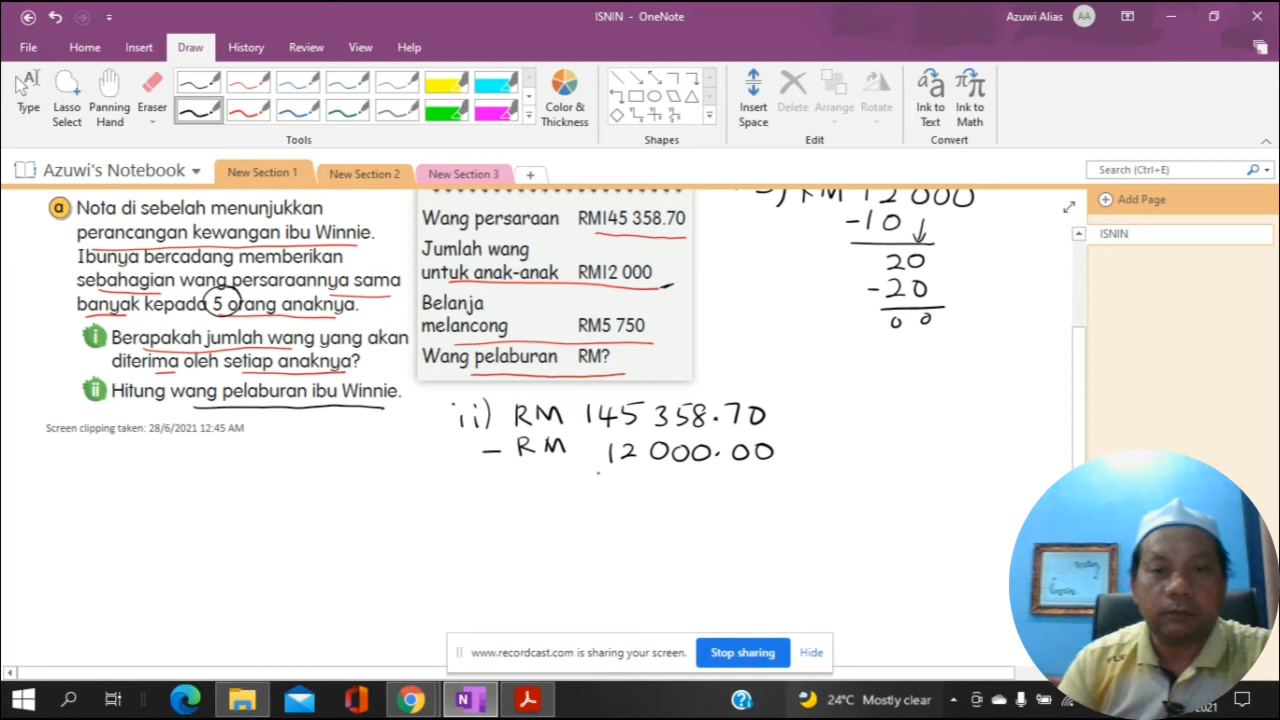 ISNIN - OneNote
Azuwi Alias
AA
File Home Insert Draw History Review View Help
Type
Lasso Select
Panning Hand
Eraser
Color & Thickness
Insert Space
Delete
Arrange
Rotate
Ink to Text
Ink to Math
Tools
Shapes
Edit
Convert
Azuwi's Notebook
New Section 1
New Section 2
New Section 3
Search (Ctrl+E)
Add Page
ISNIN
a Nota di sebelah menunjukkan
perancangan kewangan ibu Winnie.
Ibunya bercadang memberikan
sebahagian wang persaraannya sama
banyak kepada 5 orang anaknya.
i Berapakah jumlah wang yang akan
diterima oleh setiap anaknya?
ii Hitung wang pelaburan ibu Winnie.
Screen clipping taken: 28/6/2021 12:45 AM
Wang persaraan RM145 358.70
Jumlah wang
untuk anak-anak RM12 000
Belanja
melancong RM5 750
Wang pelaburan RM?
RM 12000
-10
20
-20
0 0
ii) RM 145 358.70
- RM 12 000.00
www.recordcast.com is sharing your screen.
Stop sharing
Hide
24°C Mostly clear